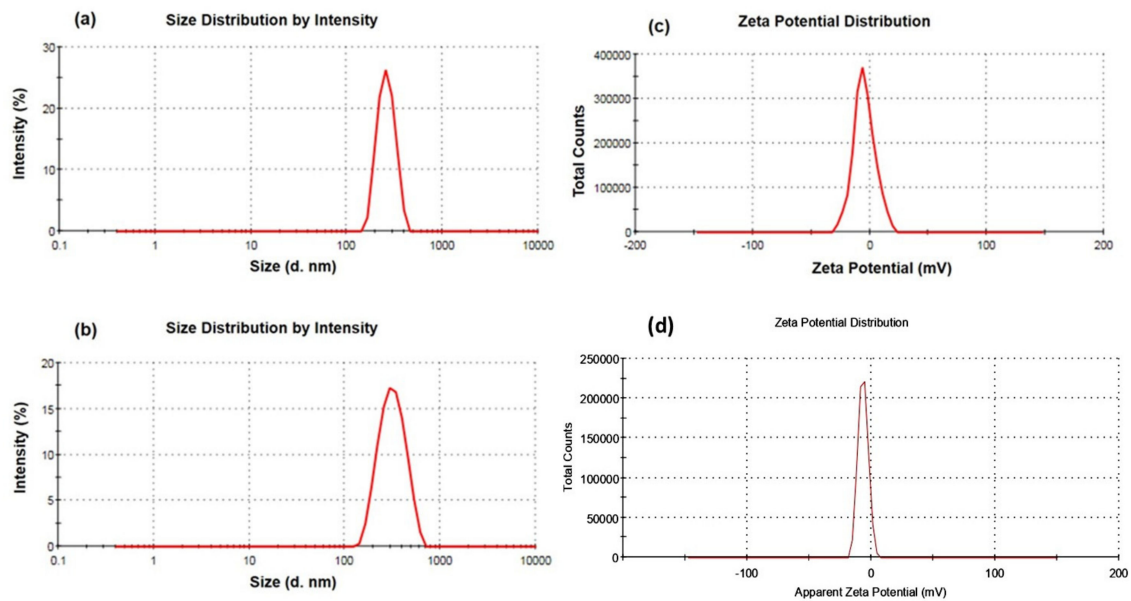 (a) Size Distribution by Intensity
30
20
10
0
0.1 1 10 100 1000 10000
Intensity (%)
Size (d. nm)
(c) Zeta Potential Distribution
400000
300000
200000
100000
0
-200 -100 0 100 200
Total Counts
Zeta Potential (mV)
(b) Size Distribution by Intensity
20
15
10
5
0
0.1 1 10 100 1000 10000
Intensity (%)
Size (d. nm)
(d) Zeta Potential Distribution
250000
200000
150000
100000
50000
0
-100 0 100 200
Total Counts
Apparent Zeta Potential (mV)